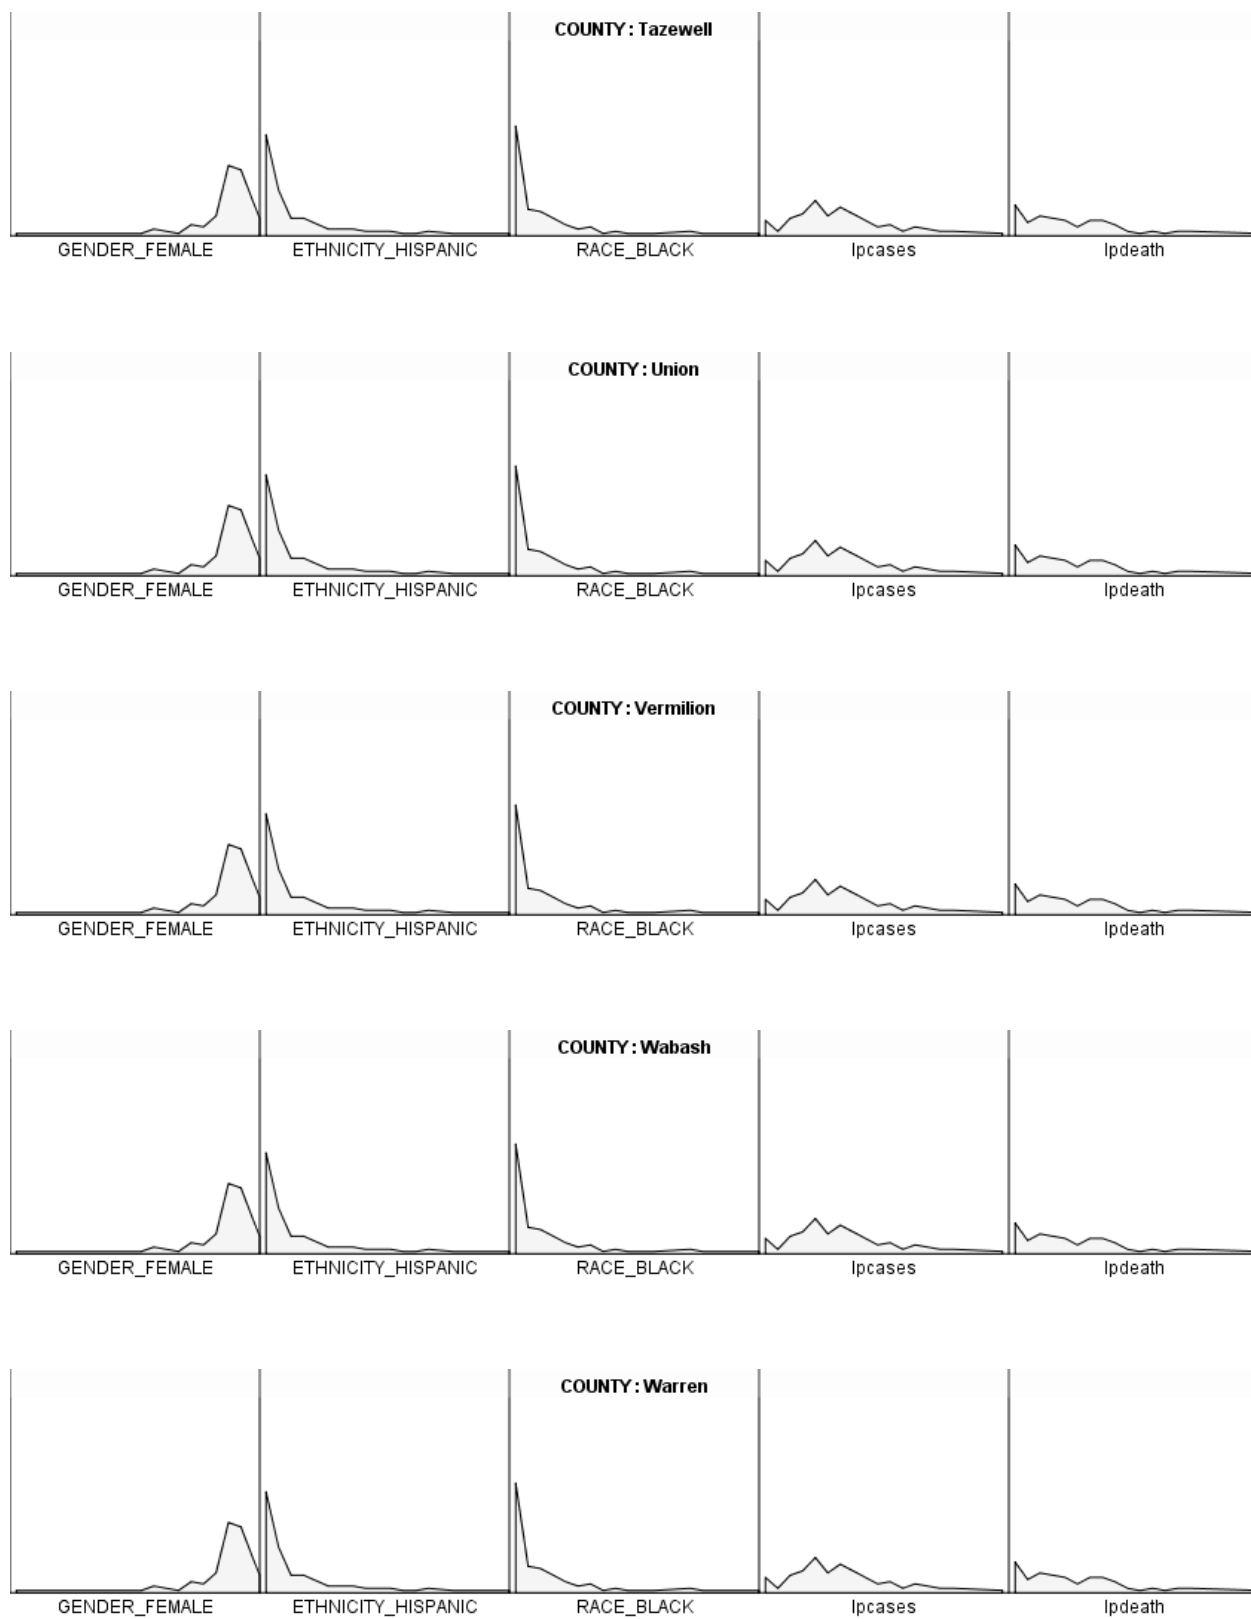 COUNTY : Tazewell
GENDER_FEMALE ETHNICITY_HISPANIC RACE_BLACK lpcases lpdeath
COUNTY : Union
GENDER_FEMALE ETHNICITY_HISPANIC RACE_BLACK lpcases lpdeath
COUNTY : Vermilion
GENDER_FEMALE ETHNICITY_HISPANIC RACE_BLACK lpcases lpdeath
COUNTY : Wabash
GENDER_FEMALE ETHNICITY_HISPANIC RACE_BLACK lpcases lpdeath
COUNTY : Warren
GENDER_FEMALE ETHNICITY_HISPANIC RACE_BLACK lpcases lpdeath